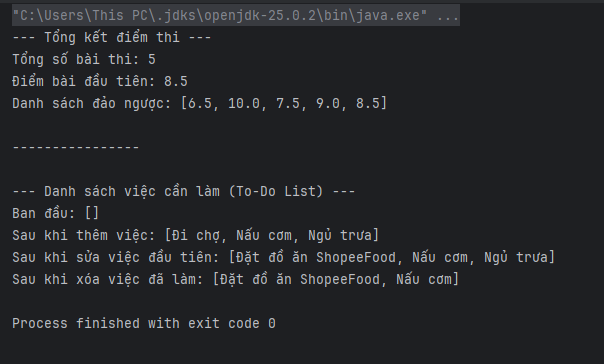 "C:\Users\This PC\.jdks\openjdk-25.0.2\bin\java.exe" ...
--- Tổng kết điểm thi ---
Tổng số bài thi: 5
Điểm bài đầu tiên: 8.5
Danh sách đảo ngược: [6.5, 10.0, 7.5, 9.0, 8.5]
----------------
--- Danh sách việc cần làm (To-Do List) ---
Ban đầu: []
Sau khi thêm việc: [Đi chợ, Nấu cơm, Ngủ trưa]
Sau khi sửa việc đầu tiên: [Đặt đồ ăn ShopeeFood, Nấu cơm, Ngủ trưa]
Sau khi xóa việc đã làm: [Đặt đồ ăn ShopeeFood, Nấu cơm]
Process finished with exit code 0